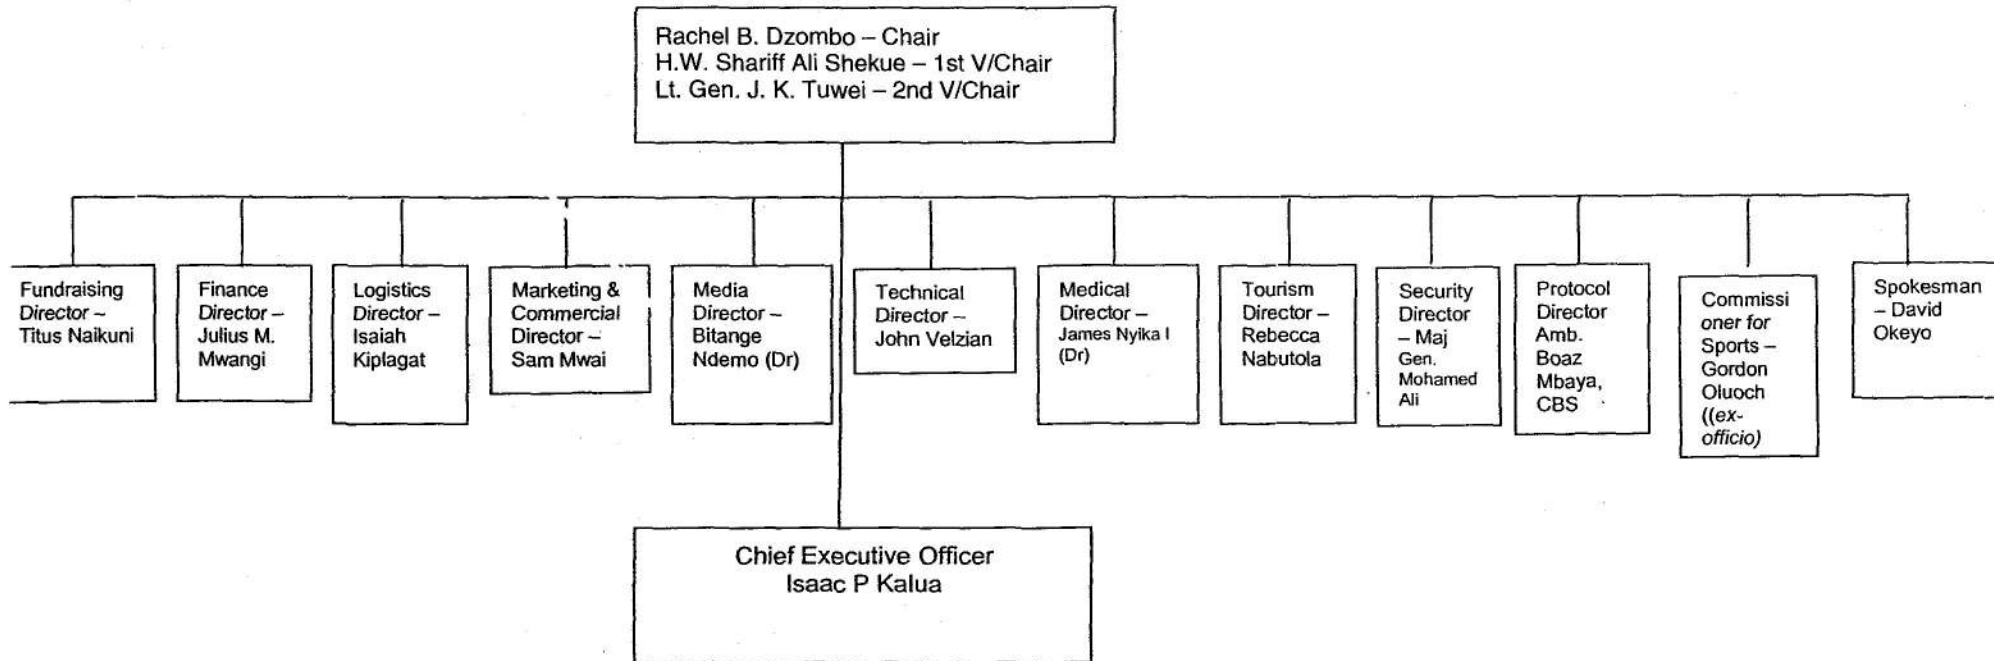 Rachel B. Dzombo – Chair
H.W. Shariff Ali Shekue – 1st V/Chair
Lt. Gen. J. K. Tuwei – 2nd V/Chair
Fundraising
Director –
Titus Naikuni
Finance
Director –
Julius M.
Mwangi
Logistics
Director –
Isaiah
Kiplagat
Marketing &
Commercial
Director –
Sam Mwai
Media
Director –
Bitange
Ndemo (Dr)
Technical
Director –
John Velzian
Medical
Director –
James Nyika I
(Dr)
Tourism
Director –
Rebecca
Nabutola
Security
Director
– Maj
Gen.
Mohamed
Ali
Protocol
Director
Amb.
Boaz
Mbaya,
CBS
Commissi
oner for
Sports –
Gordon
Oluoch
((ex-
officio)
Spokesman
– David
Okeyo
Chief Executive Officer
Isaac P Kalua